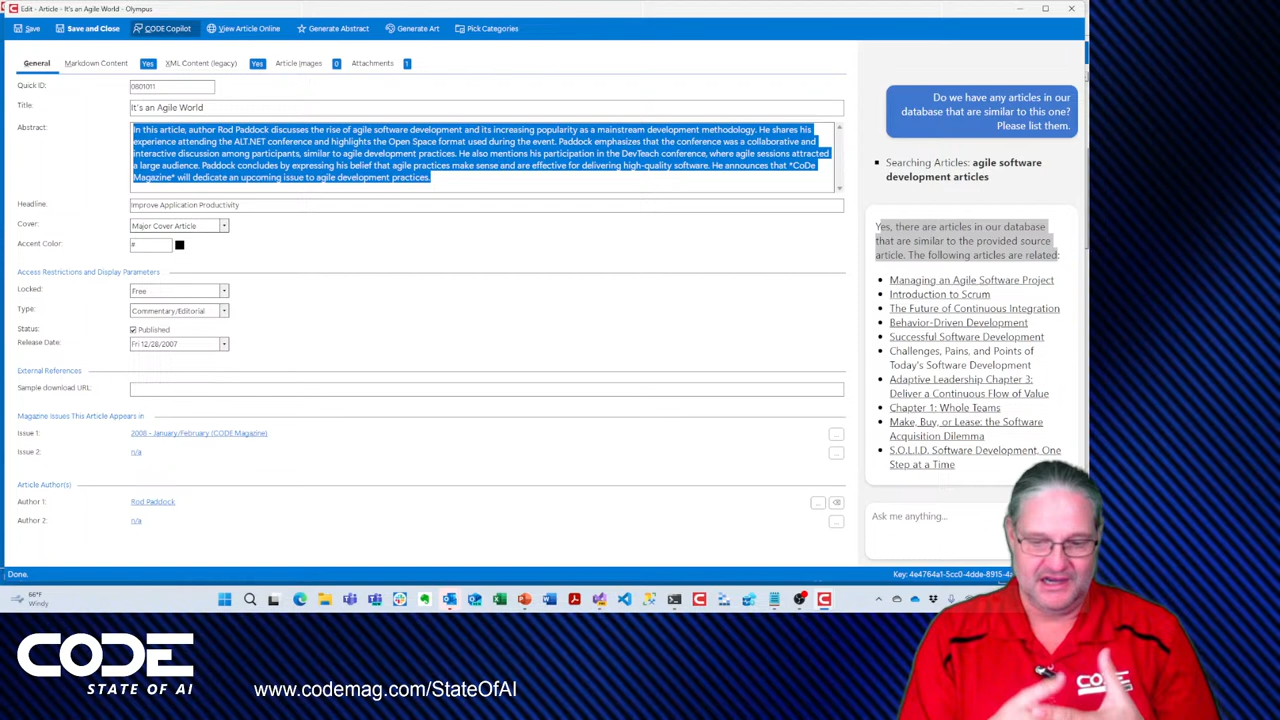 Edit - Article - It's an Agile World - Olympus
Save
Save and Close
CODE Copilot
View Article Online
Generate Abstract
Generate Art
Pick Categories
General
Markdown Content
Yes
XML Content (legacy)
Yes
Article Images
0
Attachments
1
Quick ID:
0801011
Title:
It's an Agile World
Abstract:
In this article, author Rod Paddock discusses the rise of agile software development and its increasing popularity as a mainstream development methodology. He shares his
experience attending the ALT.NET conference and highlights the Open Space format used during the event. Paddock emphasizes that the conference was a collaborative and
interactive discussion among participants, similar to agile development practices. He also mentions his participation in the DevTeach conference, where agile sessions attracted
a large audience. Paddock concludes by expressing his belief that agile practices make sense and are effective for delivering high-quality software. He announces that *CoDe
Magazine* will dedicate an upcoming issue to agile development practices.
Headline:
Improve Application Productivity
Cover:
Major Cover Article
Accent Color:
#
Access Restrictions and Display Parameters
Locked:
Free
Type:
Commentary/Editorial
Status:
Published
Release Date:
Fri 12/28/2007
External References
Sample download URL:
Magazine Issues This Article Appears in
Issue 1:
2008 - January/February (CODE Magazine)
...
Issue 2:
n/a
...
Article Author(s)
Author 1:
Rod Paddock
...
Author 2:
n/a
...
Do we have any articles in our
database that are similar to this one?
Please list them.
Searching Articles: agile software
development articles
Yes, there are articles in our database
that are similar to the provided source
article. The following articles are related:
Managing an Agile Software Project
Introduction to Scrum
The Future of Continuous Integration
Behavior-Driven Development
Successful Software Development
Challenges, Pains, and Points of
Today's Software Development
Adaptive Leadership Chapter 3:
Deliver a Continuous Flow of Value
Chapter 1: Whole Teams
Make, Buy, or Lease: the Software
Acquisition Dilemma
S.O.L.I.D. Software Development, One
Step at a Time
Ask me anything...
Done.
Key: 4e4764a1-5cc0-4dde-8915-4
66°F
Windy
CODE
STATE OF AI
www.codemag.com/StateOfAI
CODE